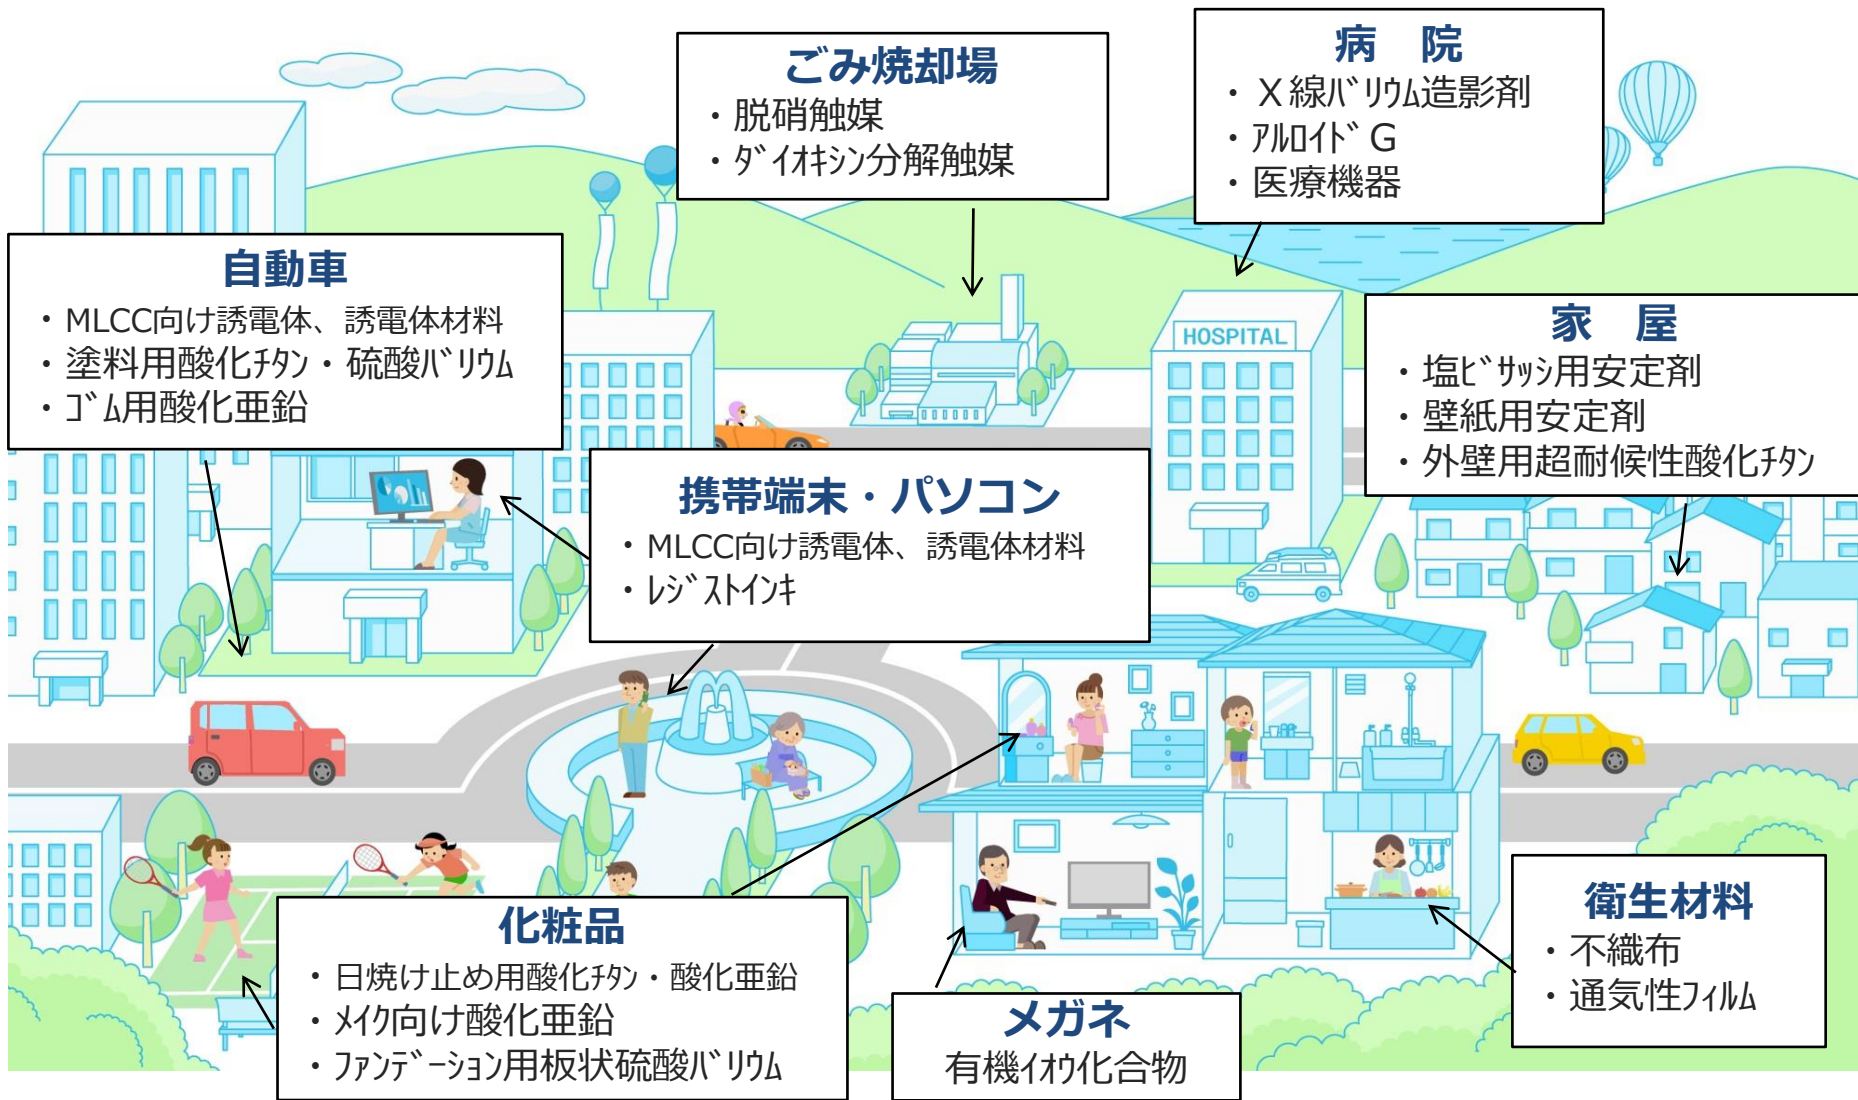 ごみ焼却場
・脱硝触媒
・ﾀﾞｲｵｷｼﾝ分解触媒
病　院
・Ｘ線ﾊﾞﾘｳﾑ造影剤
・ｱﾙﾛｲﾄﾞＧ
・医療機器
自動車
・MLCC向け誘電体、誘電体材料
・塗料用酸化ﾁﾀﾝ・硫酸ﾊﾞﾘｳﾑ
・ｺﾞﾑ用酸化亜鉛
HOSPITAL
家　屋
・塩ﾋﾞｻｯｼ用安定剤
・壁紙用安定剤
・外壁用超耐候性酸化ﾁﾀﾝ
携帯端末・パソコン
・MLCC向け誘電体、誘電体材料
・ﾚｼﾞｽﾄｲﾝｷ
化粧品
・日焼け止め用酸化ﾁﾀﾝ・酸化亜鉛
・ﾒｲｸ向け酸化亜鉛
・ﾌｧﾝﾃﾞｰｼｮﾝ用板状硫酸ﾊﾞﾘｳﾑ
メガネ
有機ｲｵｳ化合物
衛生材料
・不織布
・通気性ﾌｨﾙﾑ